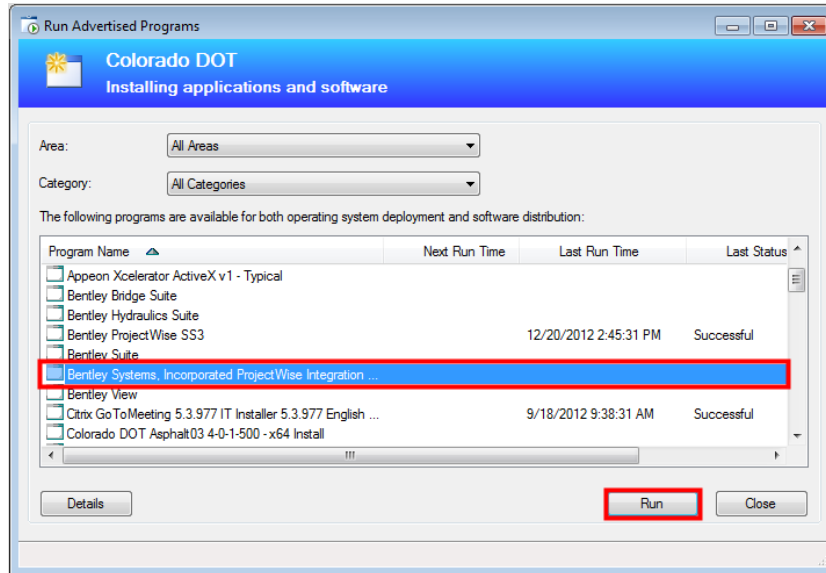 Run Advertised Programs
Colorado DOT
Installing applications and software
Area: All Areas
Category: All Categories
The following programs are available for both operating system deployment and software distribution:
Program Name Next Run Time Last Run Time Last Status
Appeon Xcelerator ActiveX v1 - Typical
Bentley Bridge Suite
Bentley Hydraulics Suite
Bentley ProjectWise SS3 12/20/2012 2:45:31 PM Successful
Bentley Suite
Bentley Systems, Incorporated ProjectWise Integration ...
Bentley View
Citrix GoToMeeting 5.3.977 IT Installer 5.3.977 English ... 9/18/2012 9:38:31 AM Successful
Colorado DOT Asphalt03 4-0-1-500 - x64 Install
Details Run Close